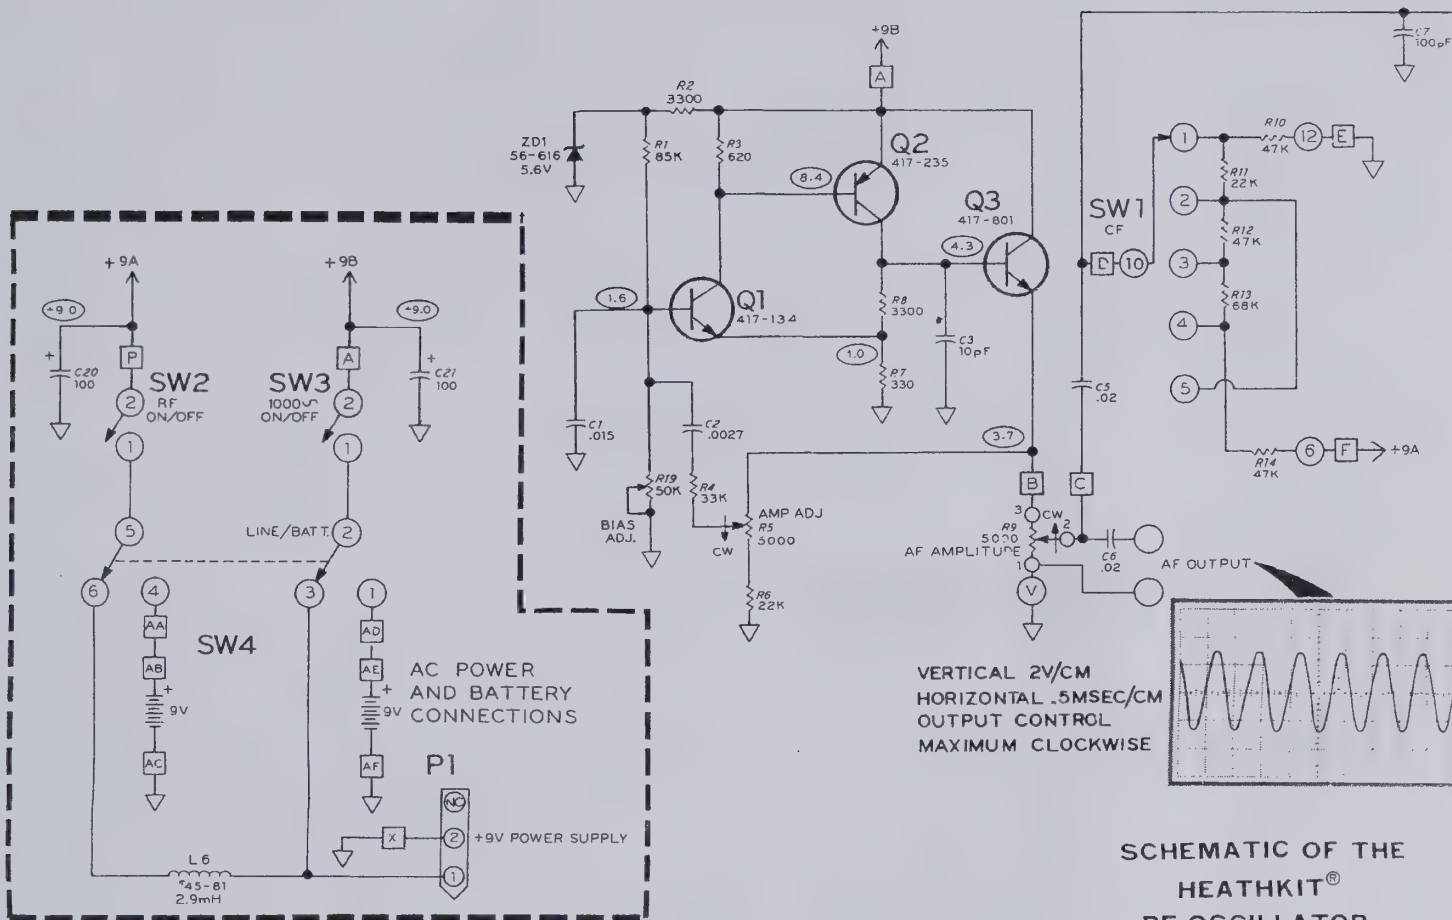 C7
100pF
+9B
A
R2
3300
ZD1
56-616
5.6V
R1
85K
R3
620
Q2
417-235
8.4
Q3
417-801
4.3
SW1
CF
D
10
1
R10
47K
12
E
R11
22K
2
R12
47K
3
R13
68K
4
5
R14
47K
6
F
+9A
+9A
+9B
+9.0
+9.0
+
C20
100
P
A
+
C21
100
SW2
RF
ON/OFF
2
SW3
1000~
ON/OFF
2
1
1
5
LINE/BATT.
2
6
4
3
1
AA
AB
+
9V
AC
SW4
AD
AE
+
9V
AF
AC POWER
AND BATTERY
CONNECTIONS
P1
NC
X
2
+9V POWER SUPPLY
1
L6
*45-81
2.9mH
1.6
Q1
417-134
R8
3300
*
C3
10pF
1.0
R7
330
C1
.015
C2
.0027
R19
50K
BIAS
ADJ.
R4
33K
CW
AMP ADJ
R5
5000
R6
22K
3.7
B
C
C5
.02
3
CW
R9
5000
2
AF AMPLITUDE
1
C6
.02
V
AF OUTPUT
VERTICAL 2V/CM
HORIZONTAL .5MSEC/CM
OUTPUT CONTROL
MAXIMUM CLOCKWISE
SCHEMATIC OF THE
HEATHKIT®
RF OSCILLATOR